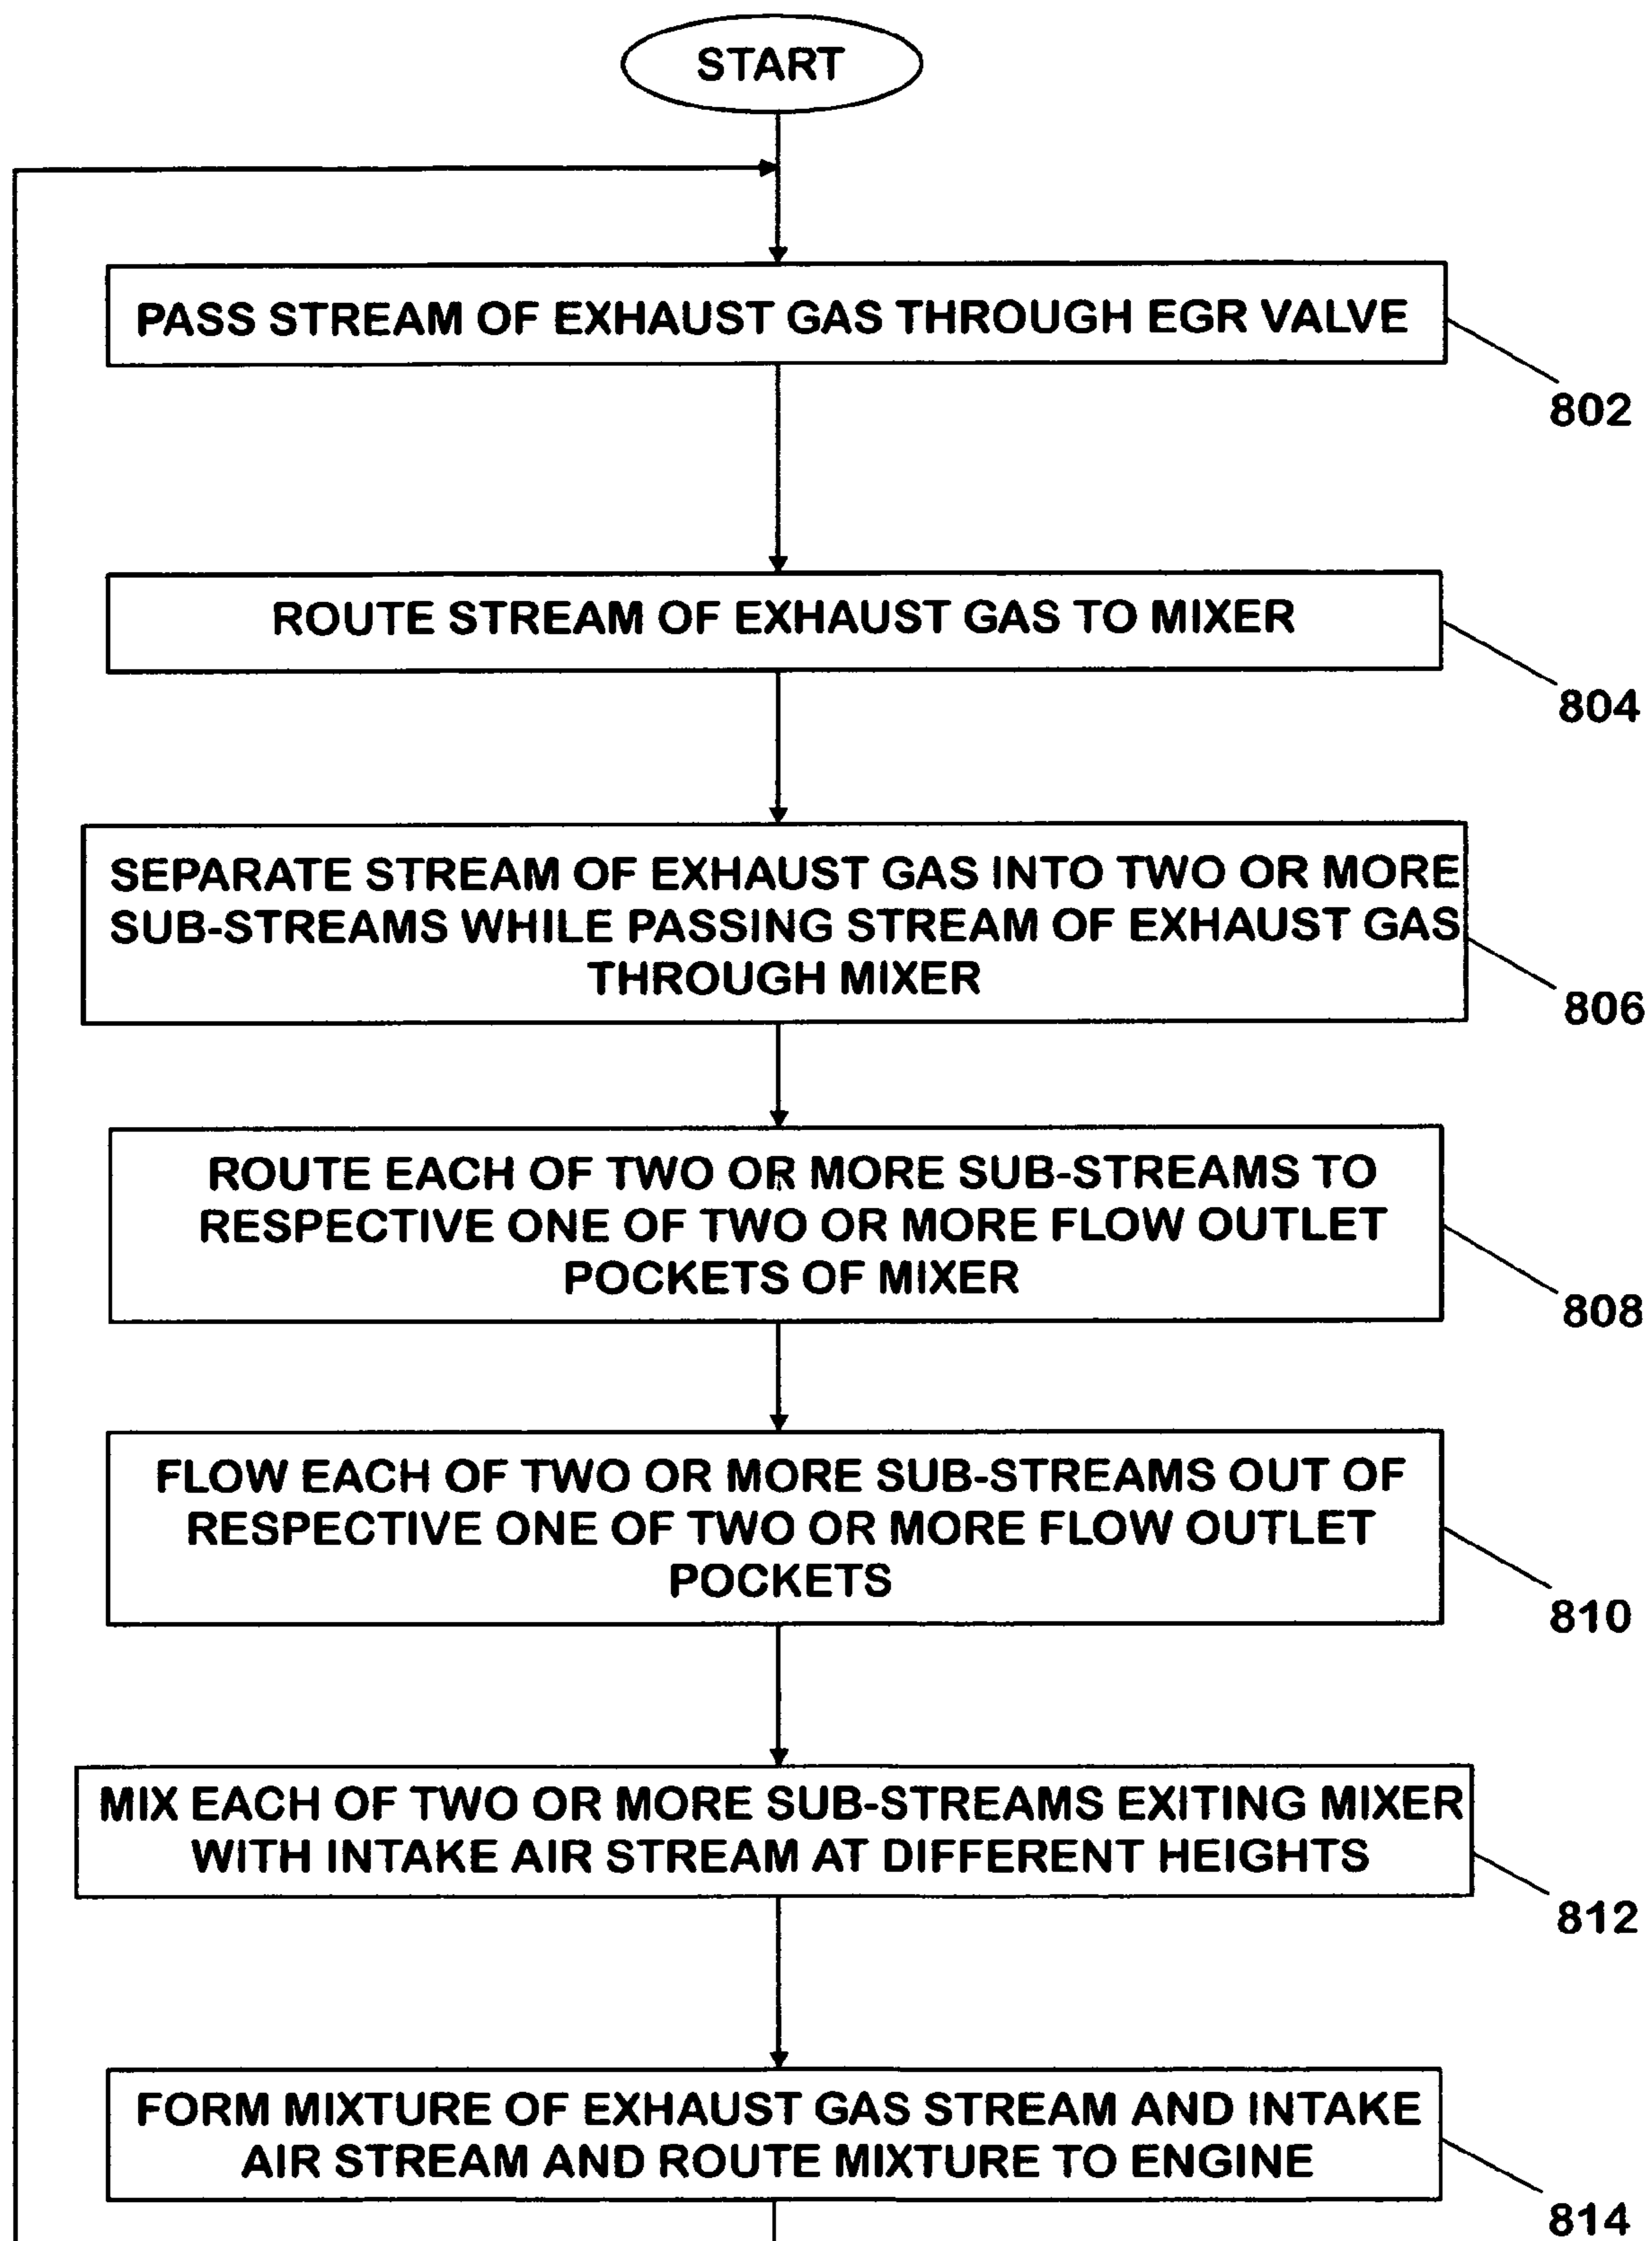 START
PASS STREAM OF EXHAUST GAS THROUGH EGR VALVE
802
ROUTE STREAM OF EXHAUST GAS TO MIXER
804
SEPARATE STREAM OF EXHAUST GAS INTO TWO OR MORE
SUB-STREAMS WHILE PASSING STREAM OF EXHAUST GAS
THROUGH MIXER
806
ROUTE EACH OF TWO OR MORE SUB-STREAMS TO
RESPECTIVE ONE OF TWO OR MORE FLOW OUTLET
POCKETS OF MIXER
808
FLOW EACH OF TWO OR MORE SUB-STREAMS OUT OF
RESPECTIVE ONE OF TWO OR MORE FLOW OUTLET
POCKETS
810
MIX EACH OF TWO OR MORE SUB-STREAMS EXITING MIXER
WITH INTAKE AIR STREAM AT DIFFERENT HEIGHTS
812
FORM MIXTURE OF EXHAUST GAS STREAM AND INTAKE
AIR STREAM AND ROUTE MIXTURE TO ENGINE
814